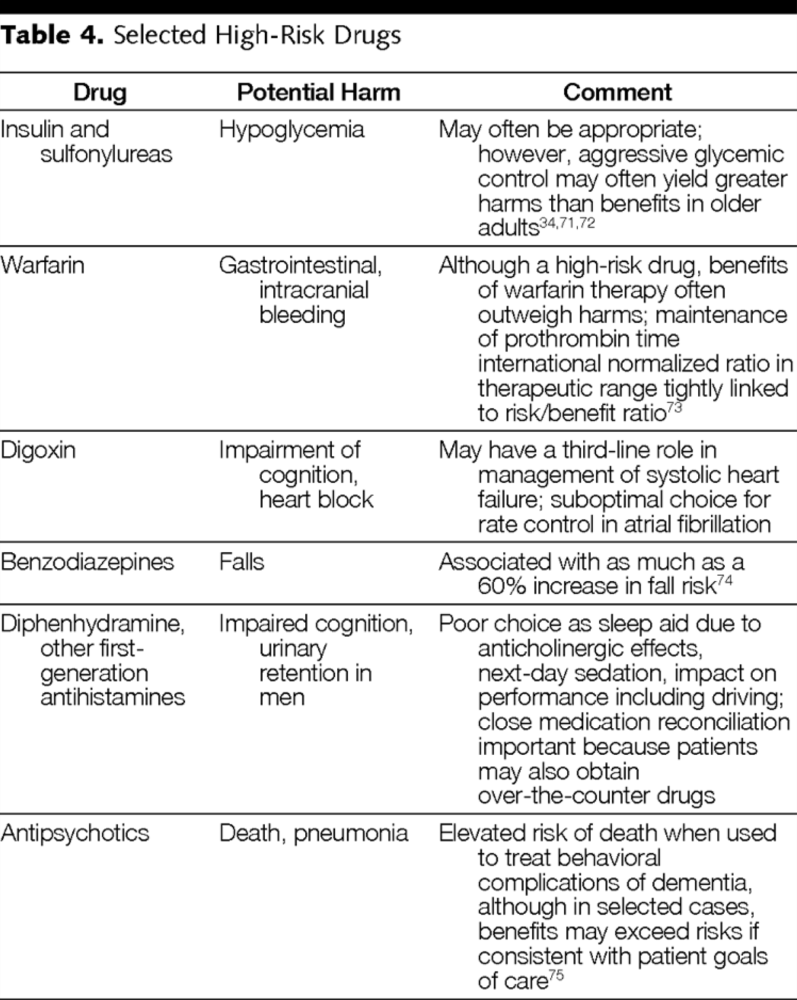 Table 4. Selected High-Risk Drugs
Drug Potential Harm Comment
Insulin and Hypoglycemia May often be appropriate;
sulfonylureas however, aggressive glycemic
control may often yield greater
harms than benefits in older
adults34,71,72
Warfarin Gastrointestinal, Although a high-risk drug, benefits
intracranial of warfarin therapy often
bleeding outweigh harms; maintenance
of prothrombin time
international normalized ratio in
therapeutic range tightly linked
to risk/benefit ratio73
Digoxin Impairment of May have a third-line role in
cognition, management of systolic heart
heart block failure; suboptimal choice for
rate control in atrial fibrillation
Benzodiazepines Falls Associated with as much as a
60% increase in fall risk74
Diphenhydramine, Impaired cognition, Poor choice as sleep aid due to
other first- urinary anticholinergic effects,
generation retention in next-day sedation, impact on
antihistamines men performance including driving;
close medication reconciliation
important because patients
may also obtain
over-the-counter drugs
Antipsychotics Death, pneumonia Elevated risk of death when used
to treat behavioral
complications of dementia,
although in selected cases,
benefits may exceed risks if
consistent with patient goals
of care75